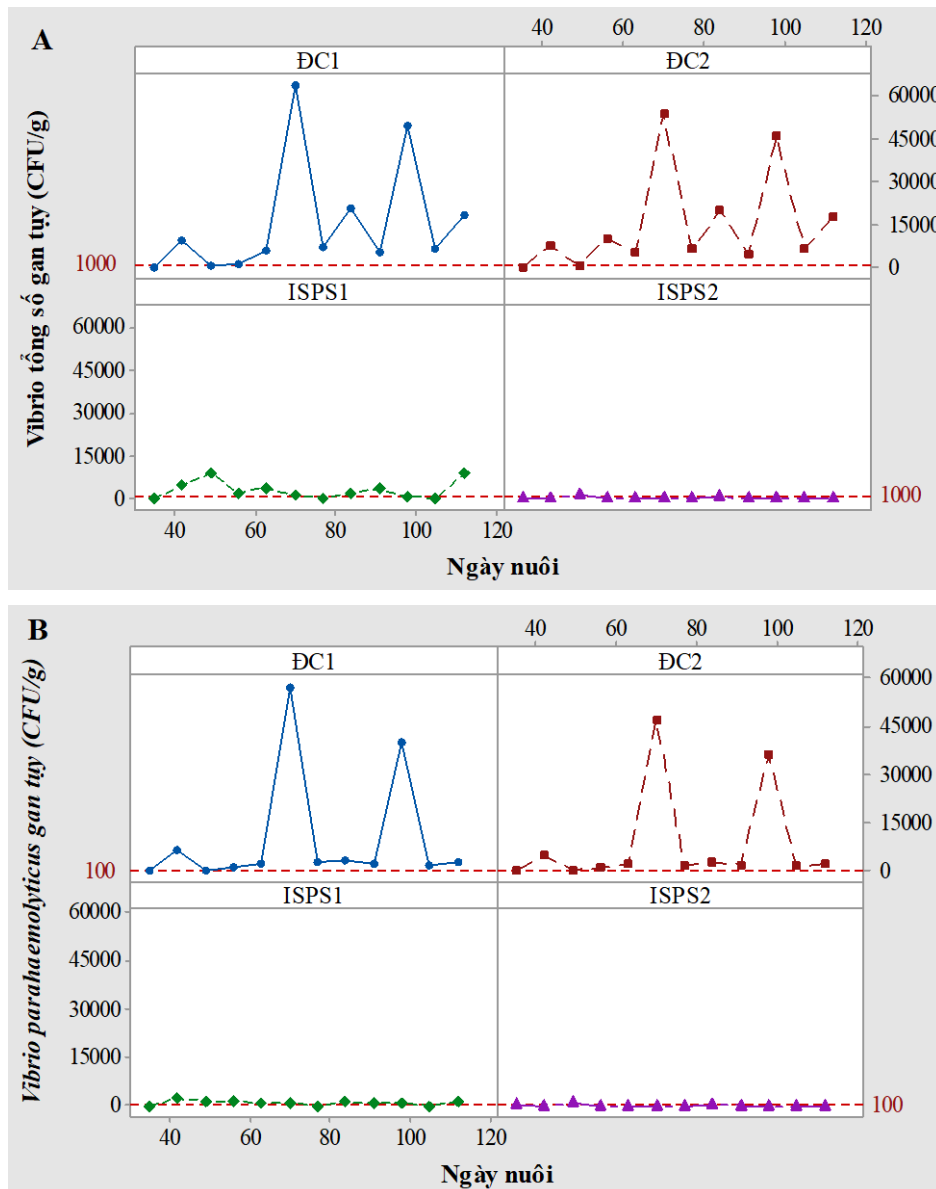 A
40 60 80 100 120
ĐC1 ĐC2
Vibrio tổng số gan tụy (CFU/g)
60000
45000
30000
15000
0
1000
ISPS1 ISPS2
60000
45000
30000
15000
0
1000
40 60 80 100 120
Ngày nuôi
B
40 60 80 100 120
ĐC1 ĐC2
Vibrio parahaemolyticus gan tụy (CFU/g)
60000
45000
30000
15000
0
100
ISPS1 ISPS2
60000
45000
30000
15000
0
100
40 60 80 100 120
Ngày nuôi